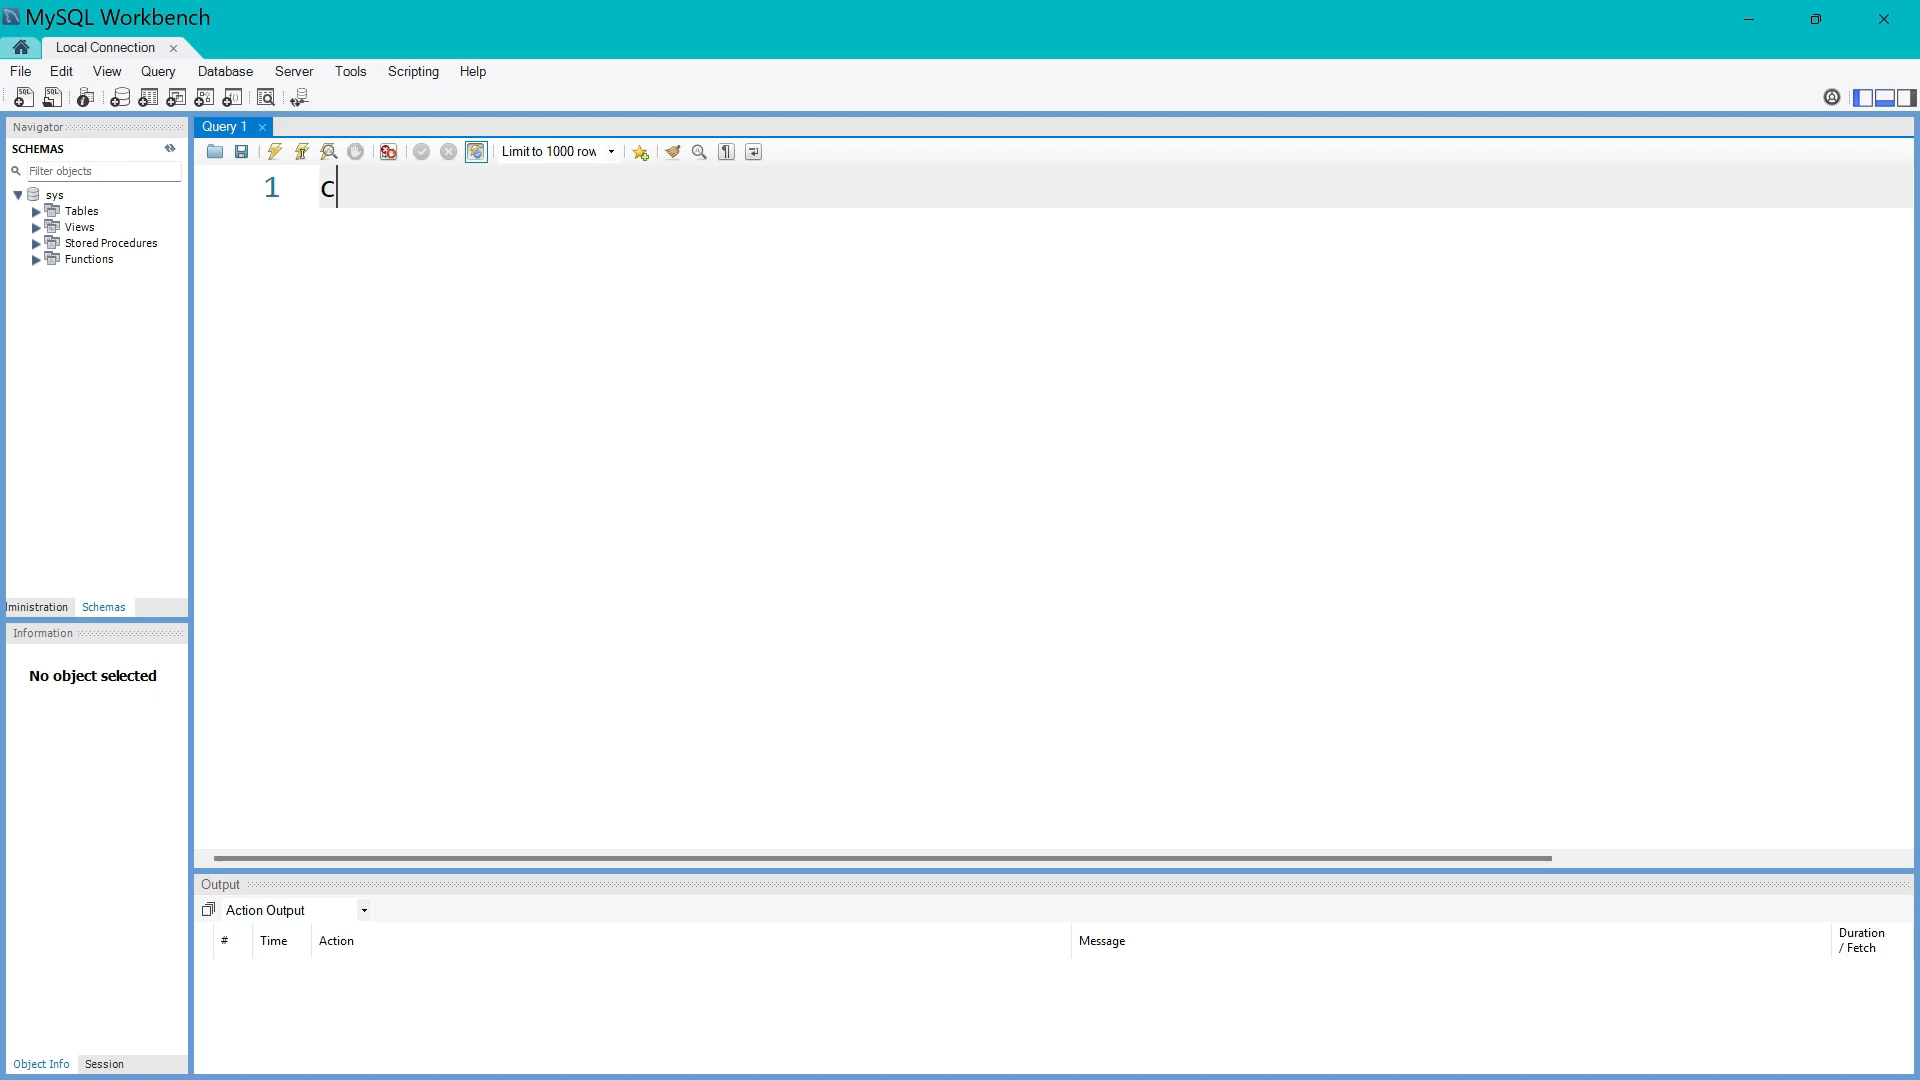 MySQL Workbench
Local Connection
File Edit View Query Database Server Tools Scripting Help
Navigator
SCHEMAS
Filter objects
sys
Tables
Views
Stored Procedures
Functions
ministration Schemas
Information
No object selected
Object Info Session
Query 1
Limit to 1000 row
1 c
Output
Action Output
# Time Action Message Duration
/ Fetch